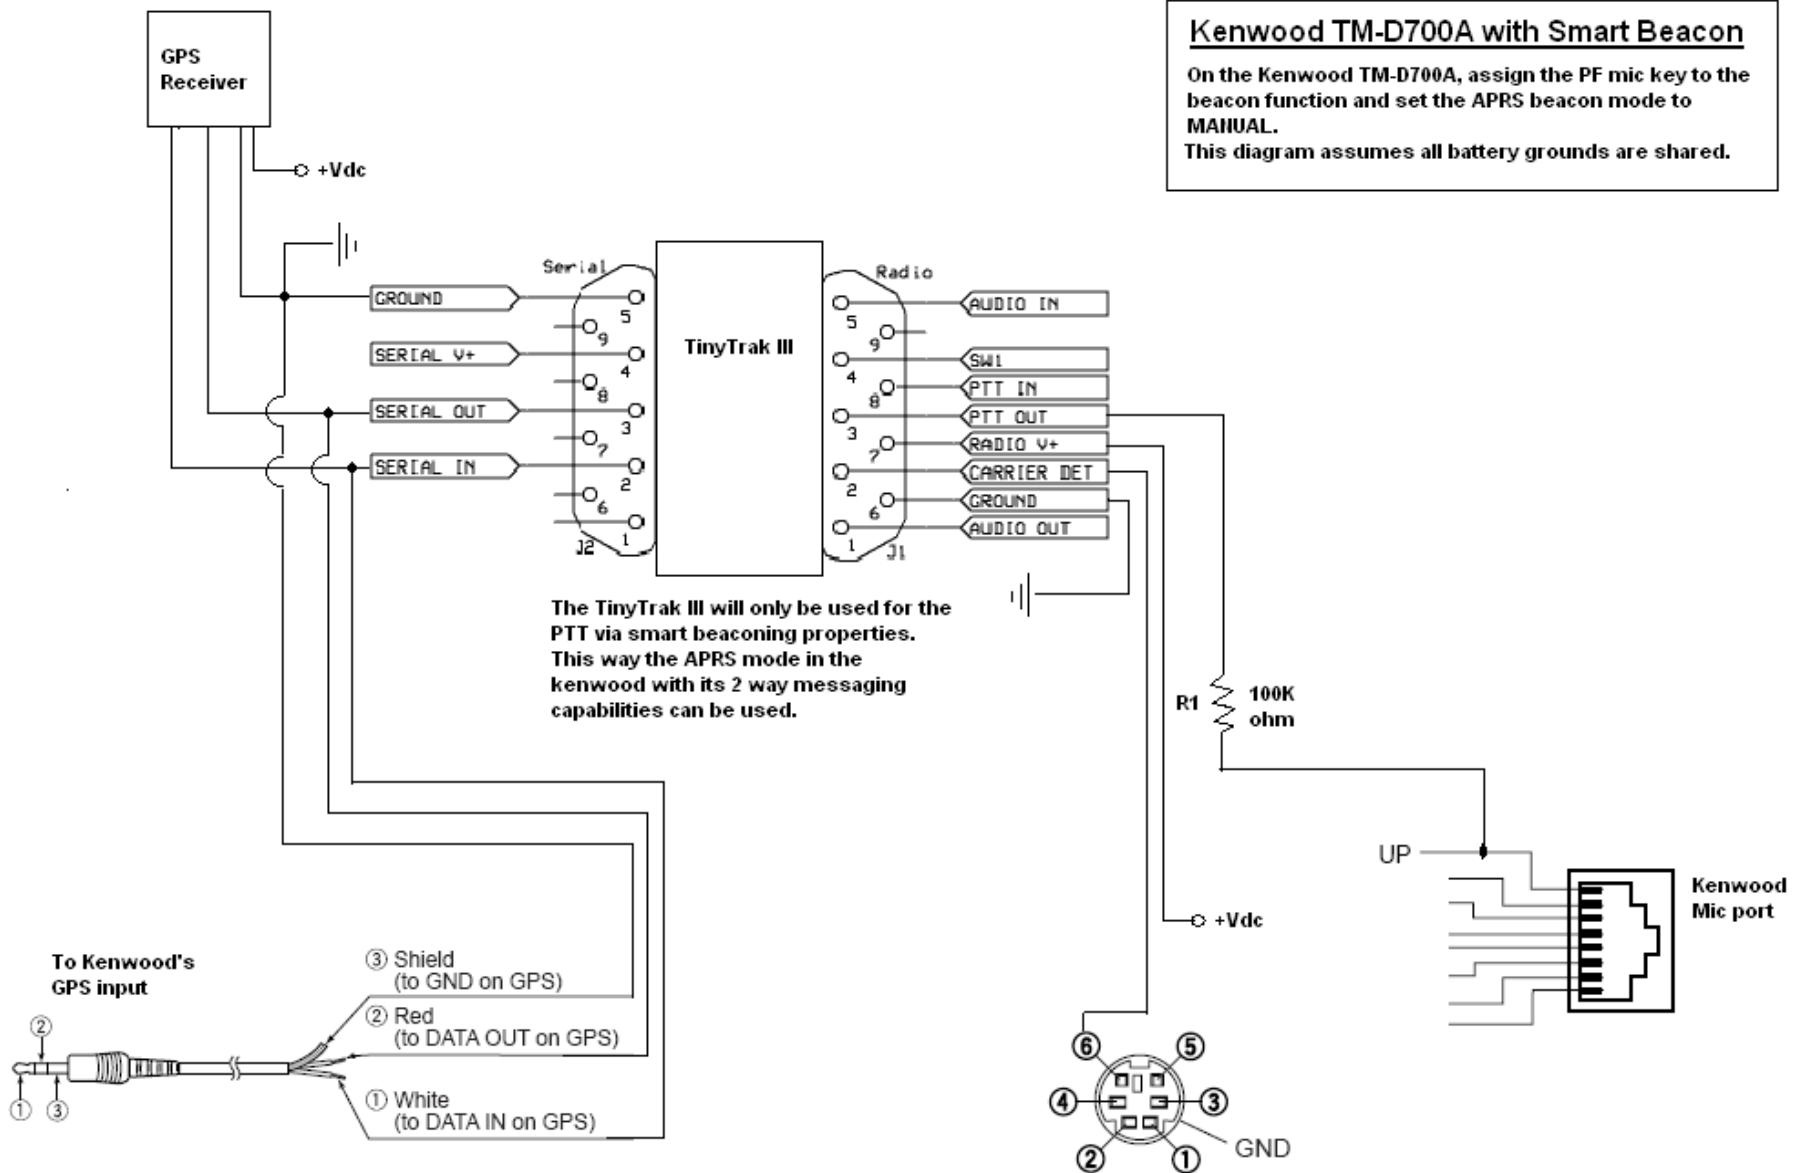 Kenwood TM-D700A with Smart Beacon
On the Kenwood TM-D700A, assign the PF mic key to the
beacon function and set the APRS beacon mode to
MANUAL.
This diagram assumes all battery grounds are shared.
GPS
Receiver
+Vdc
Serial
GROUND
SERIAL V+
SERIAL OUT
SERIAL IN
5
9
4
8
3
7
2
6
1
J2
TinyTrak III
Radio
5
9
4
8
3
7
2
6
1
J1
AUDIO IN
SW1
PTT IN
PTT OUT
RADIO V+
CARRIER DET
GROUND
AUDIO OUT
The TinyTrak III will only be used for the
PTT via smart beaconing properties.
This way the APRS mode in the
kenwood with its 2 way messaging
capabilities can be used.
R1
100K
ohm
UP
Kenwood
Mic port
+Vdc
To Kenwood's
GPS input
② 
① ③
③ Shield
(to GND on GPS)
② Red
(to DATA OUT on GPS)
① White
(to DATA IN on GPS)
⑥ ⑤
④ ③
② ①
GND